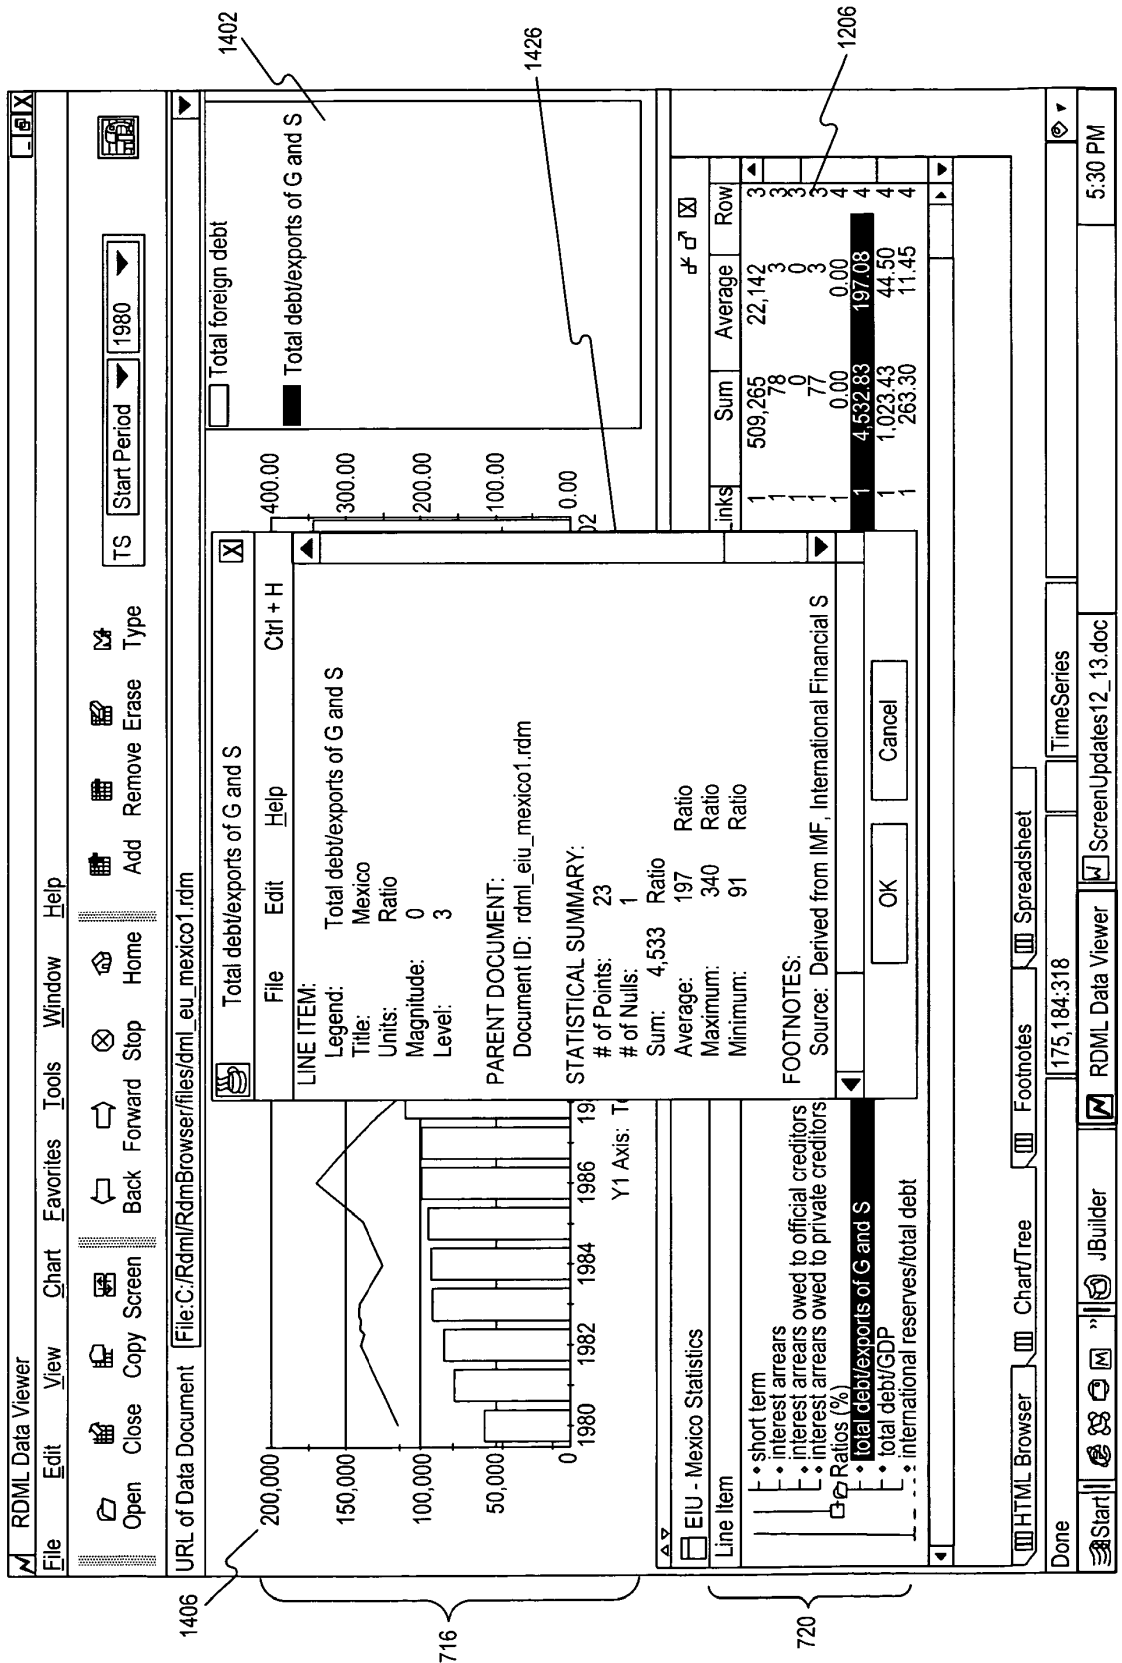 RDML Data Viewer
File Edit View Chart Favorites Tools Window Help
Open Close Copy Screen Back Forward Stop Home Add Remove Erase Type
TS Start Period 1980
URL of Data Document File:C:/Rdml/RdmBrowser/files/dml_eu_mexico1.rdm
1402
1406
716
200,000
150,000
100,000
50,000
0
1980 1982 1984 1986
Y1 Axis:
400.00
300.00
200.00
100.00
0.00
02
Total foreign debt
Total debt/exports of G and S
1426
Total debt/exports of G and S
File Edit Help Ctrl + H
LINE ITEM:
Legend: Total debt/exports of G and S
Title: Mexico
Units: Ratio
Magnitude: 0
Level: 3
PARENT DOCUMENT:
Document ID: rdml_eiu_mexico1.rdm
STATISTICAL SUMMARY:
# of Points: 23
# of Nulls: 1
Sum: 4,533 Ratio
Average: 197 Ratio
Maximum: 340 Ratio
Minimum: 91 Ratio
FOOTNOTES:
Source: Derived from IMF, International Financial S
OK Cancel
EIU - Mexico Statistics
720
1206
Line Item inks Sum Average Row
short term 1 509,265 22,142 3
interest arrears 1 78 3 3
interest arrears owed to official creditors 1 0 0 3
interest arrears owed to private creditors 1 77 3 3
Ratios (%) 1 0.00 0.00 4
total debt/exports of G and S 1 4,532.83 197.08 4
total debt/GDP 1 1,023.43 44.50 4
international reserves/total debt 1 263.30 11.45 4
HTML Browser Chart/Tree Footnotes Spreadsheet
Done 175,184:318 TimeSeries
Start M " JBuilder RDML Data Viewer W ScreenUpdates12_13.doc 5:30 PM